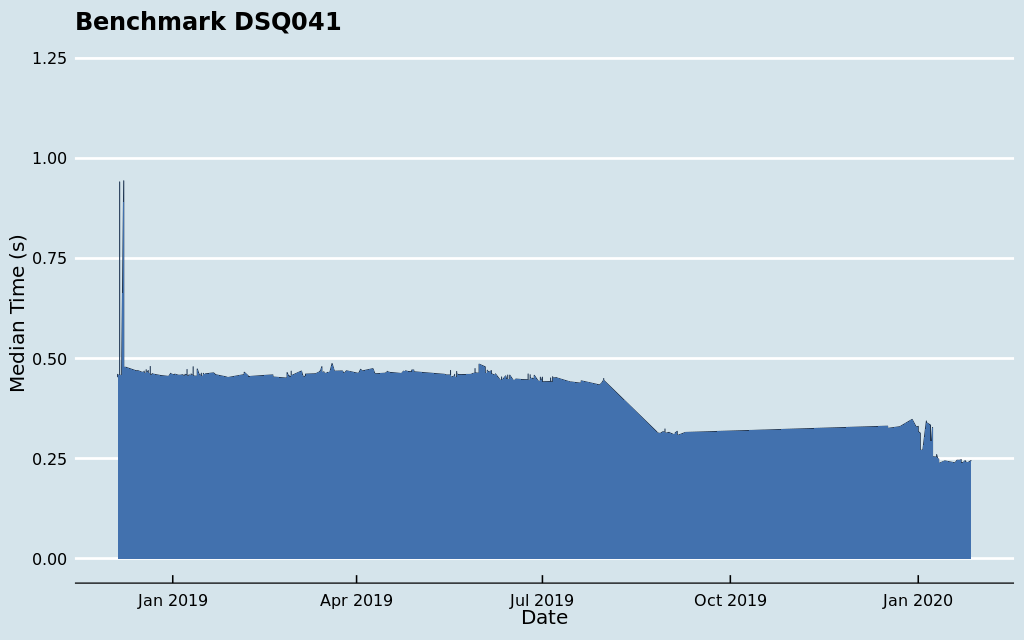 Benchmark DSQ041
1.25
1.00
0.75
0.50
0.25
0.00
Median Time (s)
Jan 2019
Apr 2019
Jul 2019
Oct 2019
Jan 2020
Date